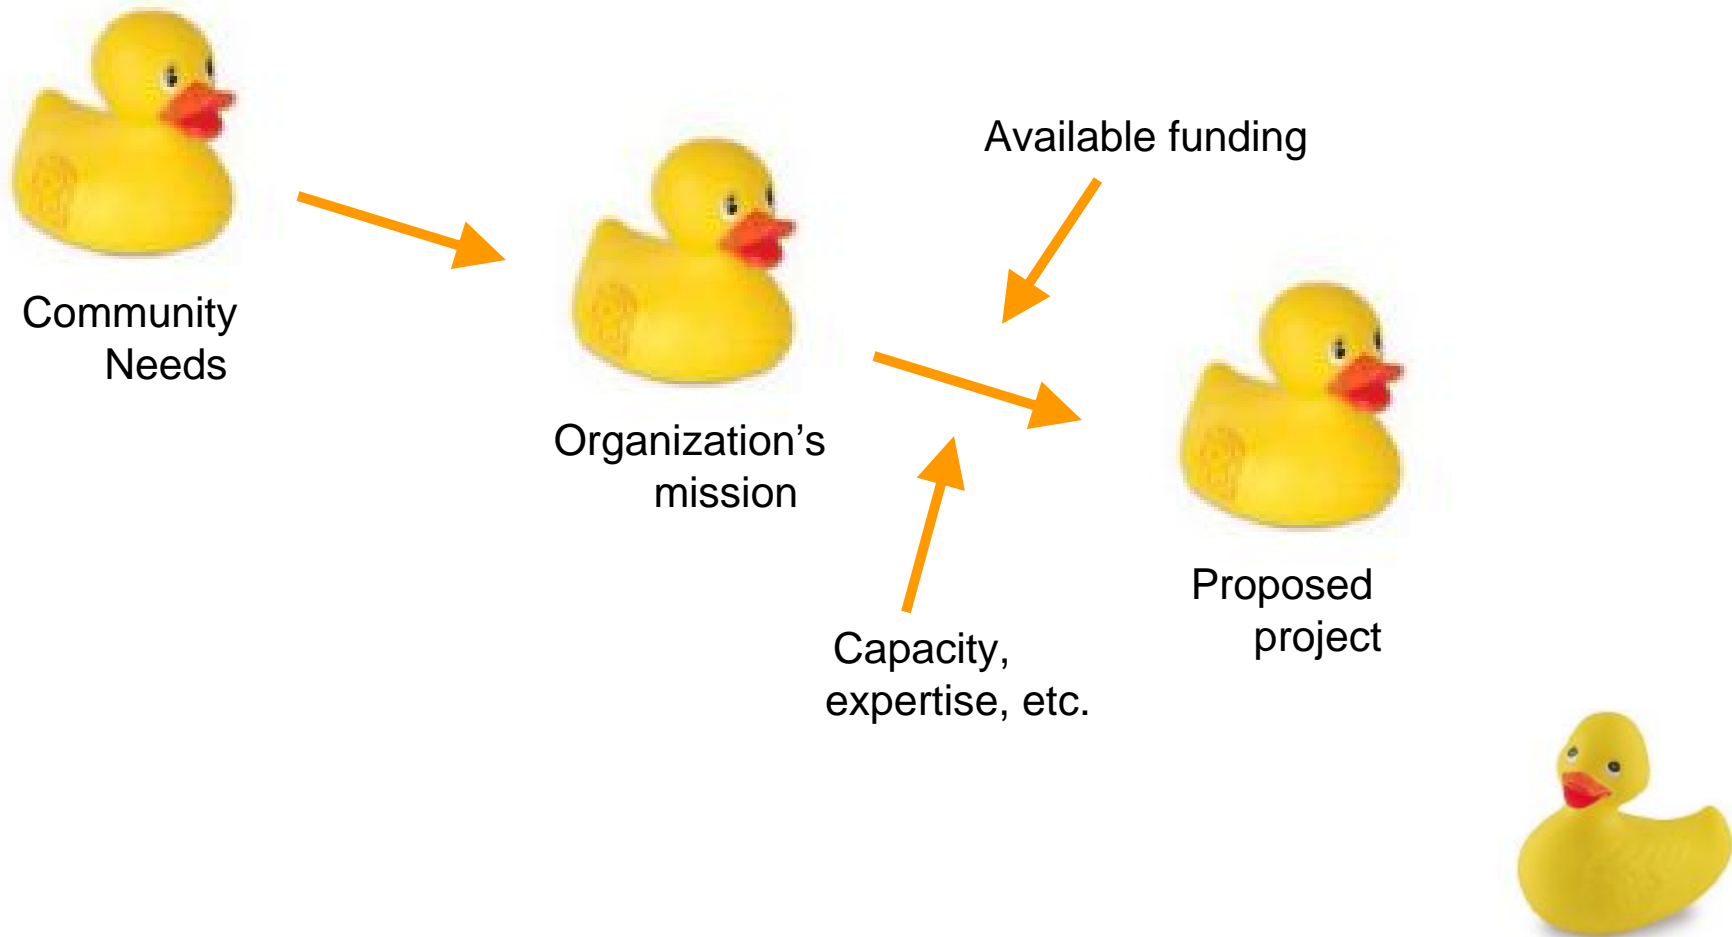 Community
Needs
Organization’s
mission
Available funding
Capacity,
expertise, etc.
Proposed
project